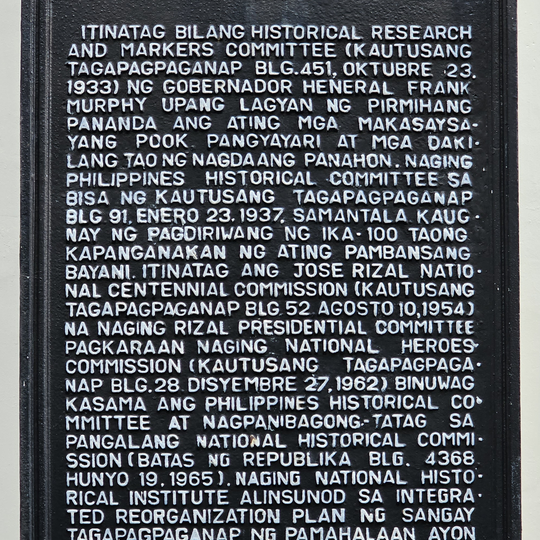 ITINATAG BILANG HISTORICAL RESEARCH
AND MARKERS COMMITTEE (KAUTUSANG
TAGAPAGPAGANAP BLG.451, OKTUBRE 23,
1933) NG GOBERNADOR HENERAL FRANK
MURPHY UPANG LAGYAN NG PIRMIHANG
PANANDA ANG ATING MGA MAKASAYSA-
YANG POOK, PANGYAYARI AT MGA DAKI-
LANG TAO NG NAGDAANG PANAHON. NAGING
PHILIPPINES HISTORICAL COMMITTEE SA
BISA NG KAUTUSANG TAGAPAGPAGANAP
BLG 91, ENERO 23, 1937, SAMANTALA KAUG-
NAY NG PAGDIRIWANG NG IKA-100 TAONG
KAPANGANAKAN NG ATING PAMBANSANG
BAYANI. ITINATAG ANG JOSE RIZAL NATIO-
NAL CENTENNIAL COMMISSION (KAUTUSANG
TAGAPAGPAGANAP BLG. 52 AGOSTO 10,1954)
NA NAGING RIZAL PRESIDENTIAL COMMITTEE
PAGKARAAN NAGING NATIONAL HEROES
COMMISSION (KAUTUSANG TAGAPAGPAGA-
NAP BLG.28. DISYEMBRE 27,1962) BINUWAG
KASAMA ANG PHILIPPINES HISTORICAL CO-
MMITTEE AT NAGPANIBAGONG-TATAG SA
PANGALANG NATIONAL HISTORICAL COMMI-
SSION (BATAS NG REPUBLIKA BLG. 4368
HUNYO 19, 1965). NAGING NATIONAL HISTO-
RICAL INSTITUTE ALINSUNOD SA INTEGRA-
TED REORGANIZATION PLAN NG SANGAY
TAGAPAGPAGANAP NG PAMAHALAAN AYON